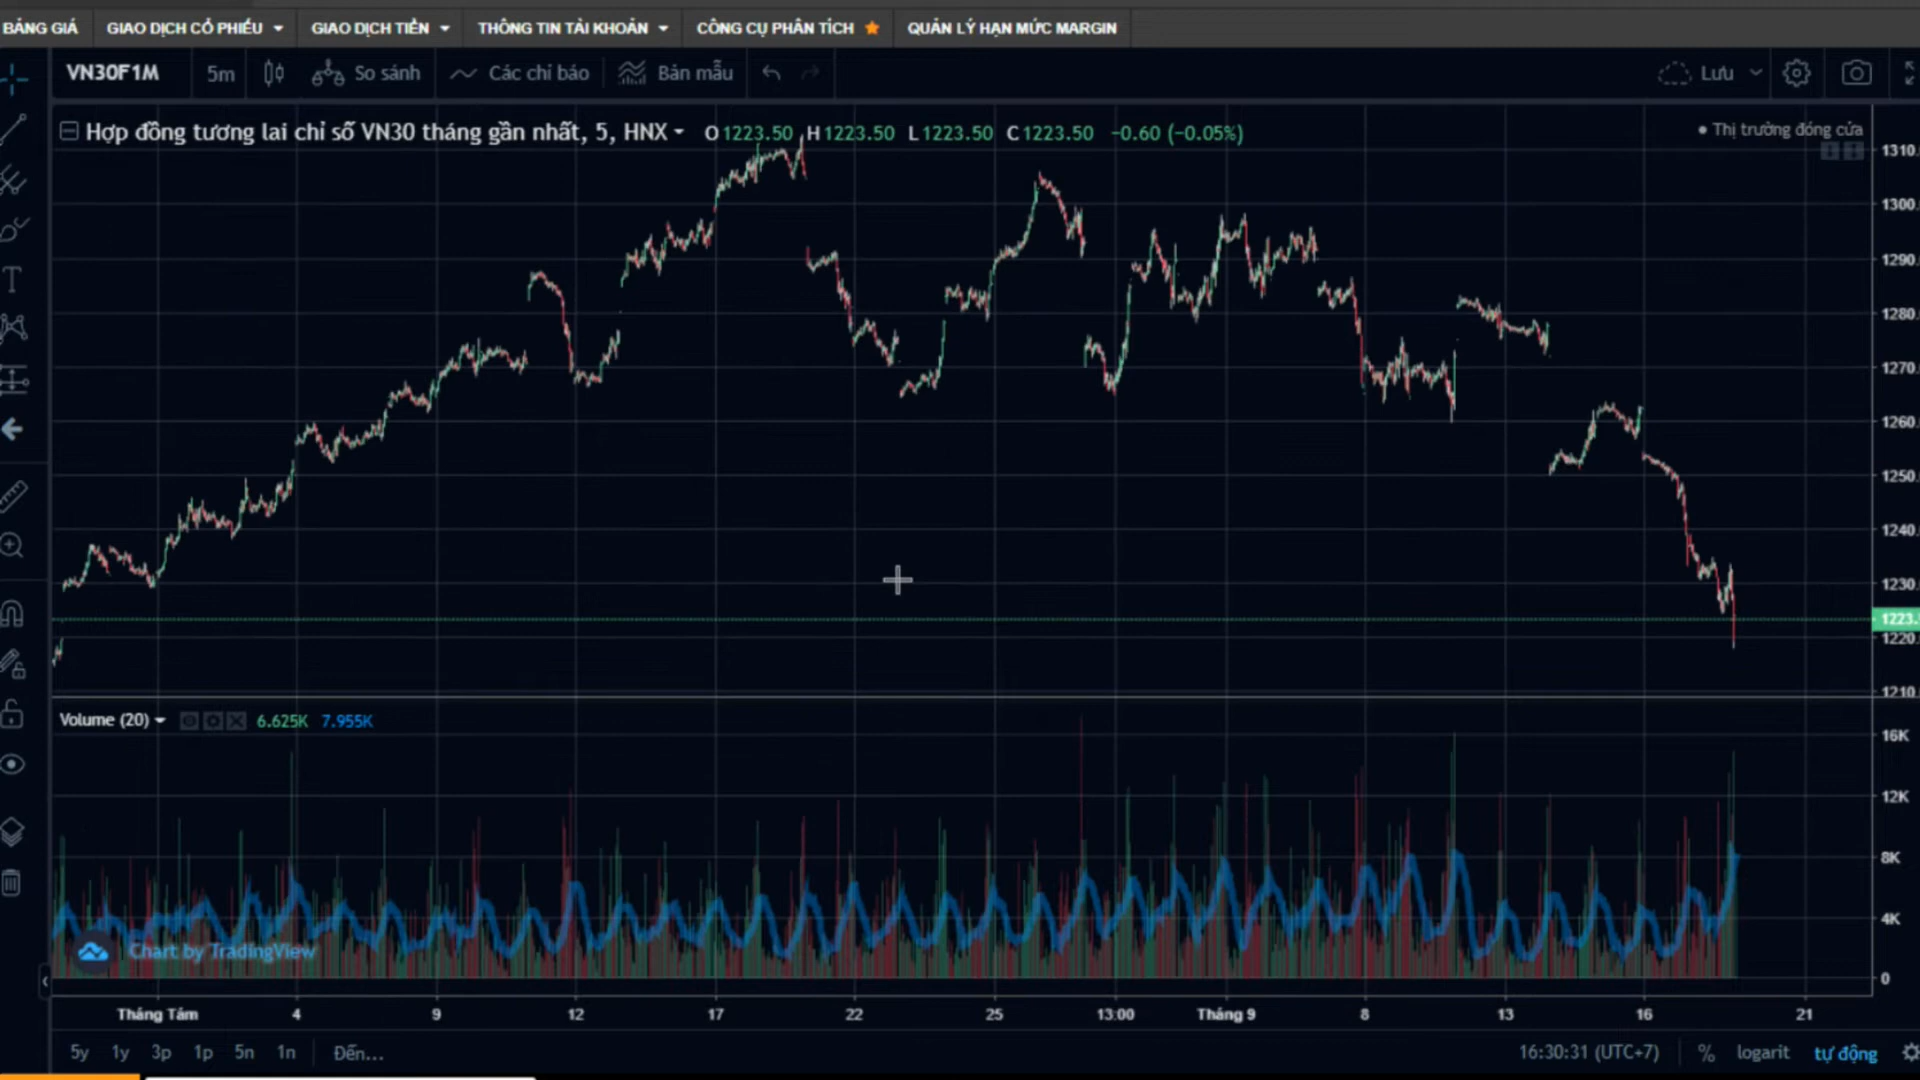 BẢNG GIÁ GIAO DỊCH CỔ PHIẾU GIAO DỊCH TIỀN THÔNG TIN TÀI KHOẢN CÔNG CỤ PHÂN TÍCH QUẢN LÝ HẠN MỨC MARGIN
VN30F1M 5m So sánh Các chỉ báo Bản mẫu Lưu
Hợp đồng tương lai chỉ số VN30 tháng gần nhất, 5, HNX O1223.50 H1223.50 L1223.50 C1223.50 −0.60 (−0.05%)
Thị trường đóng cửa
1310.
1300.
1290.
1280.
1270.
1260.
1250.
1240.
1230.
1223.
1220.
1210.
Volume (20) 6.625K 7.955K
16K
12K
8K
4K
0
Chart by TradingView
Tháng Tám 4 9 12 17 22 25 13:00 Tháng 9 8 13 16 21
5y 1y 3p 1p 5n 1n Đến... 16:30:31 (UTC+7) % logarit tự động